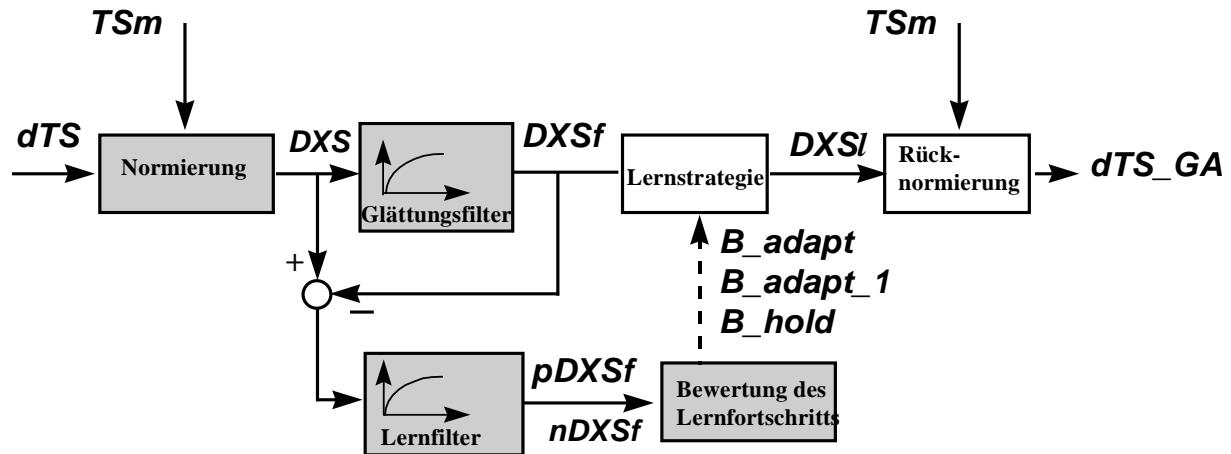 TSm
TSm
dTS
Normierung
DXS
Glättungsfilter
DXSf
Lernstrategie
DXSl
Rück-
normierung
dTS_GA
+
−
B_adapt
B_adapt_1
B_hold
Lernfilter
pDXSf
nDXSf
Bewertung des
Lernfortschritts